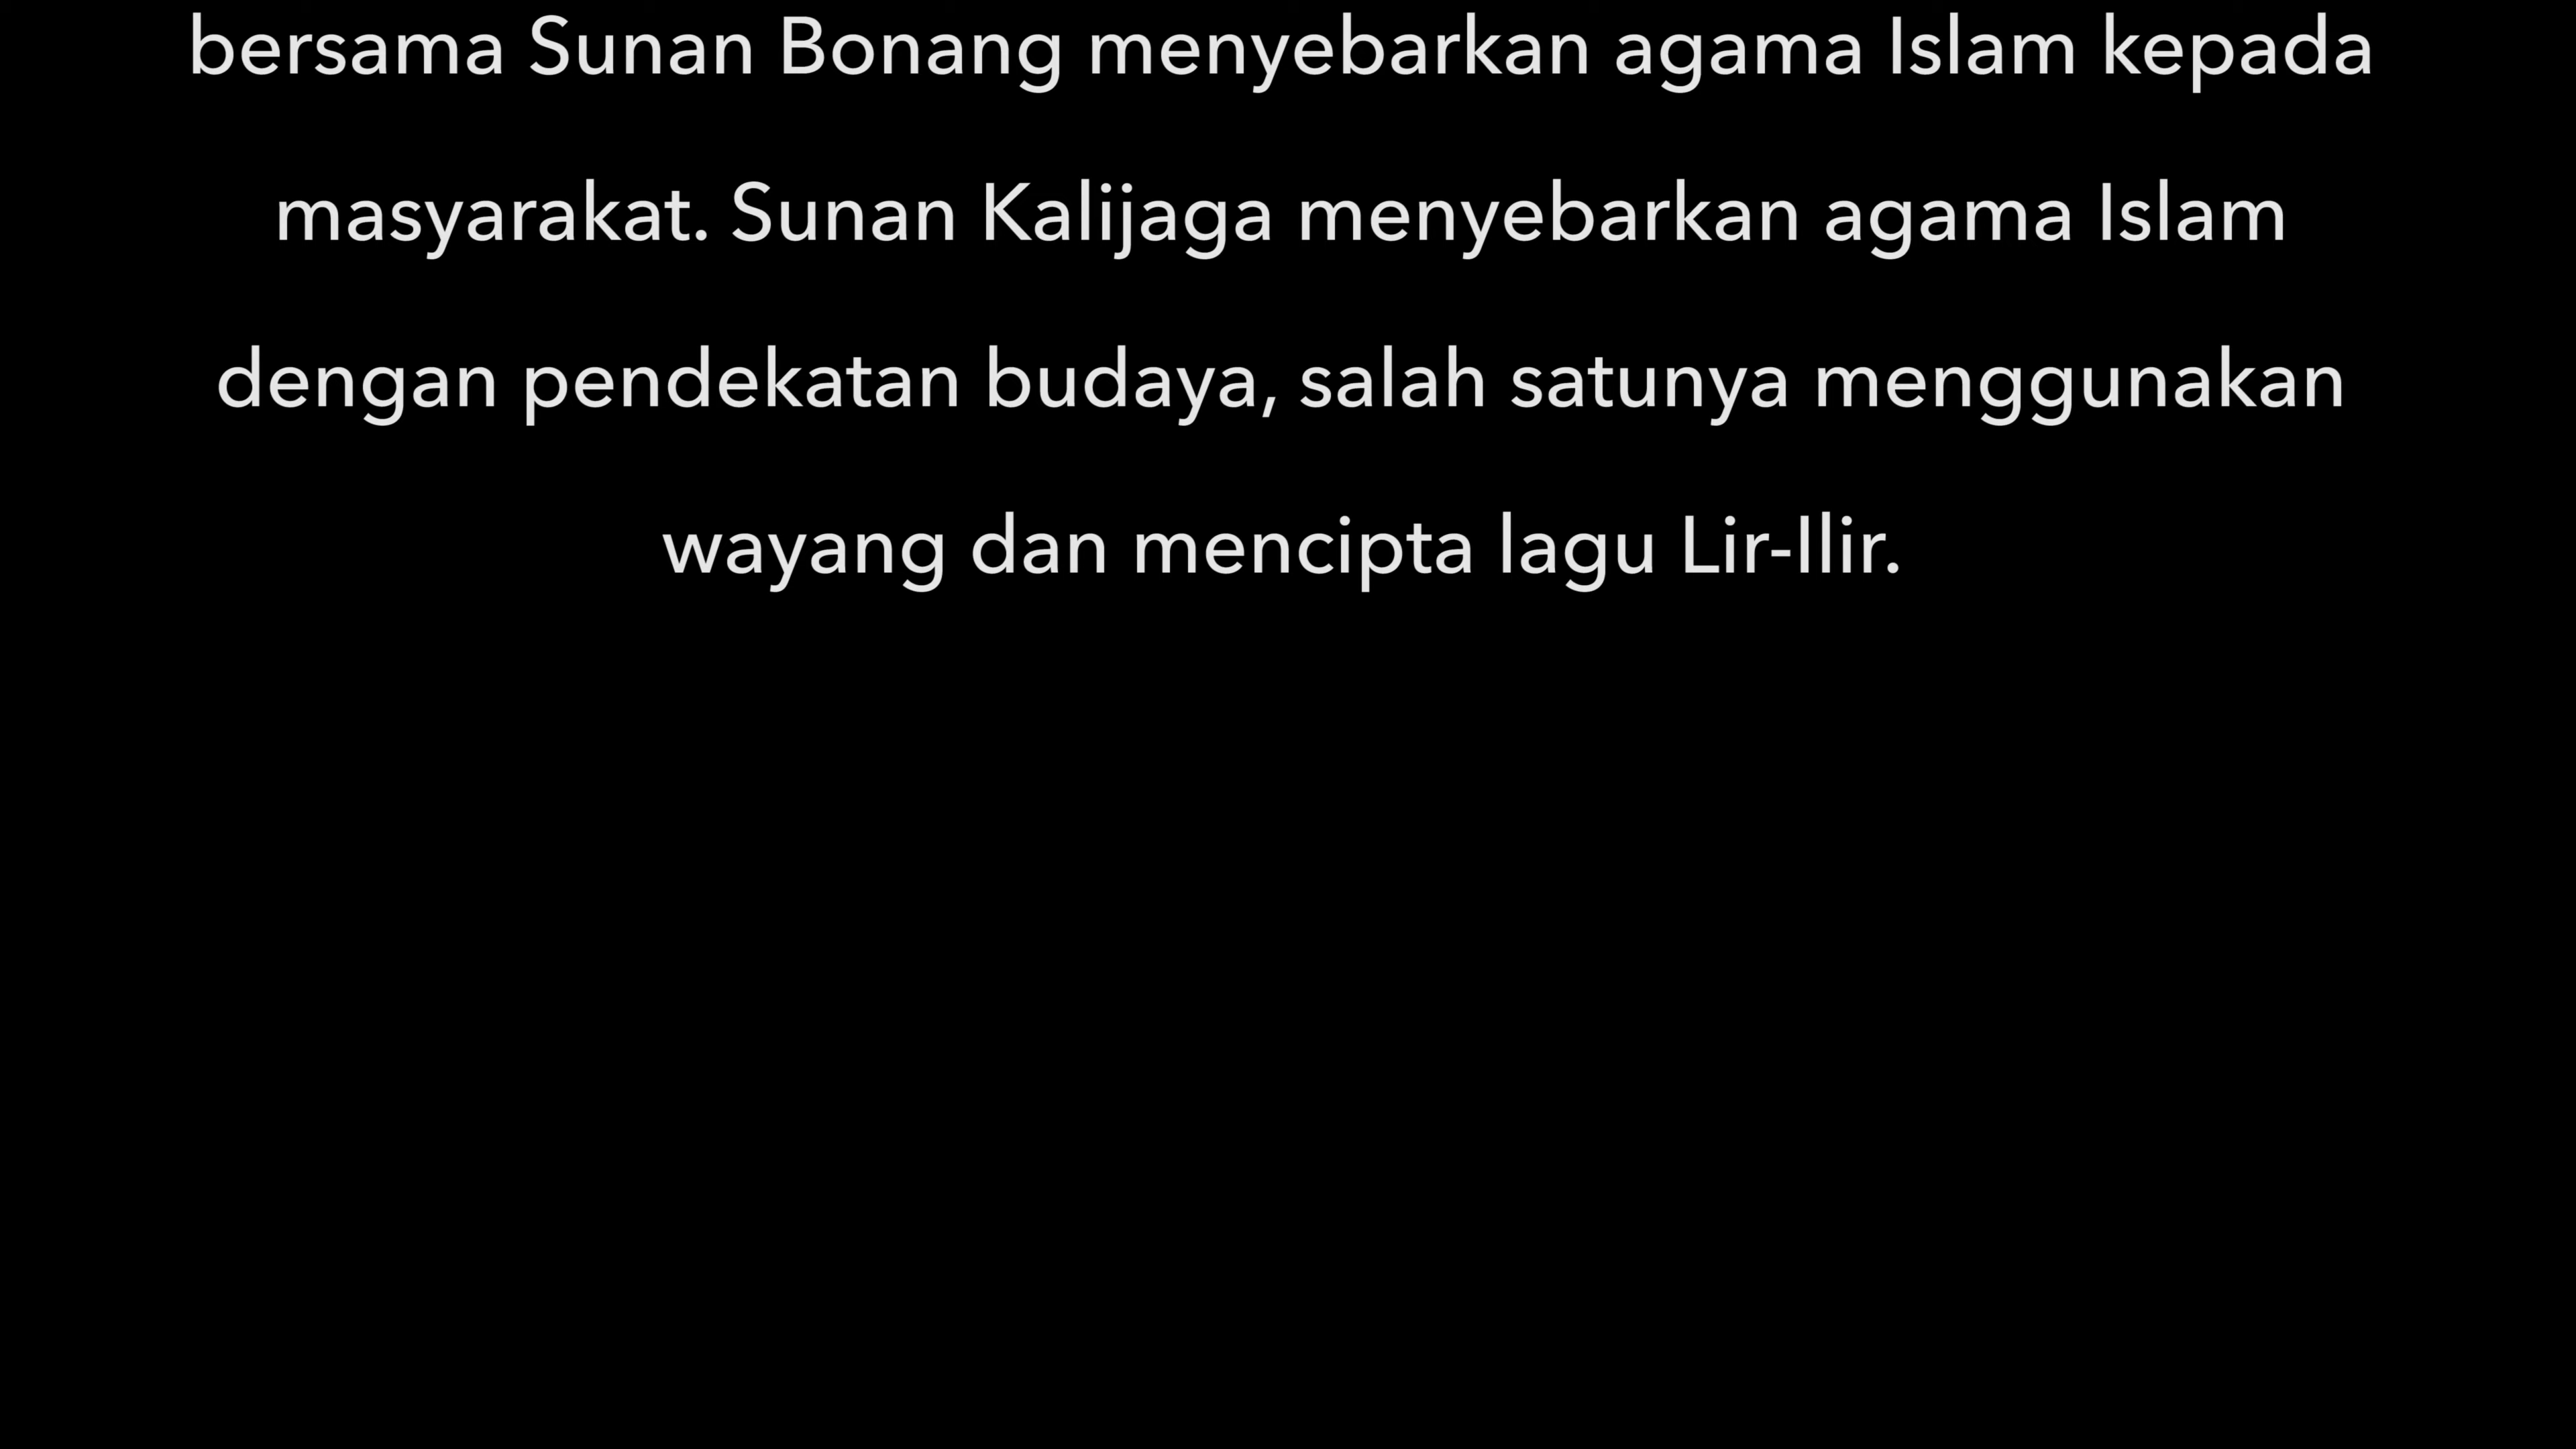 bersama Sunan Bonang menyebarkan agama Islam kepada
masyarakat. Sunan Kalijaga menyebarkan agama Islam
dengan pendekatan budaya, salah satunya menggunakan
wayang dan mencipta lagu Lir-Ilir.